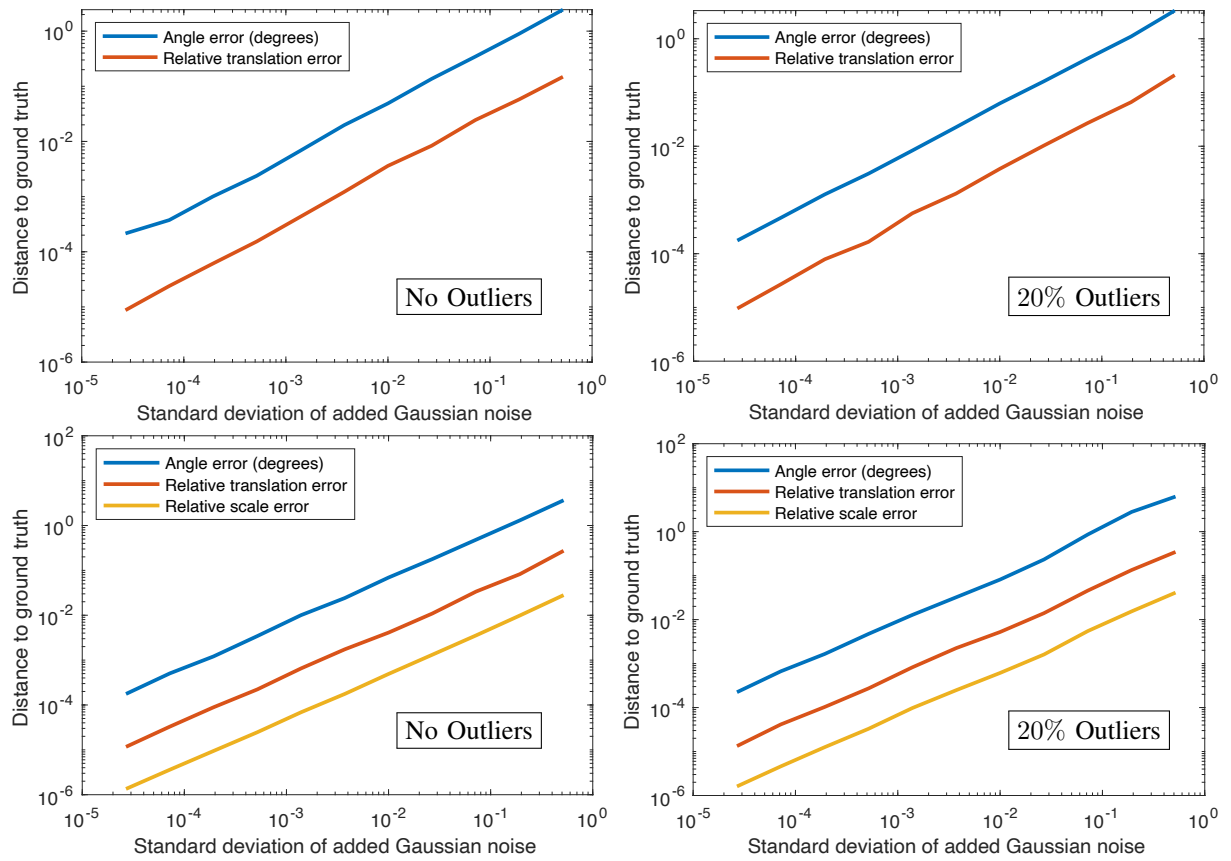 Distance to ground truth
10^0
10^-2
10^-4
10^-6
Angle error (degrees)
Relative translation error
No Outliers
10^-5
10^-4
10^-3
10^-2
10^-1
10^0
Standard deviation of added Gaussian noise
Distance to ground truth
10^0
10^-2
10^-4
10^-6
Angle error (degrees)
Relative translation error
20% Outliers
10^-5
10^-4
10^-3
10^-2
10^-1
10^0
Standard deviation of added Gaussian noise
Distance to ground truth
10^2
10^0
10^-2
10^-4
10^-6
Angle error (degrees)
Relative translation error
Relative scale error
No Outliers
10^-5
10^-4
10^-3
10^-2
10^-1
10^0
Standard deviation of added Gaussian noise
Distance to ground truth
10^2
10^0
10^-2
10^-4
10^-6
Angle error (degrees)
Relative translation error
Relative scale error
20% Outliers
10^-5
10^-4
10^-3
10^-2
10^-1
10^0
Standard deviation of added Gaussian noise